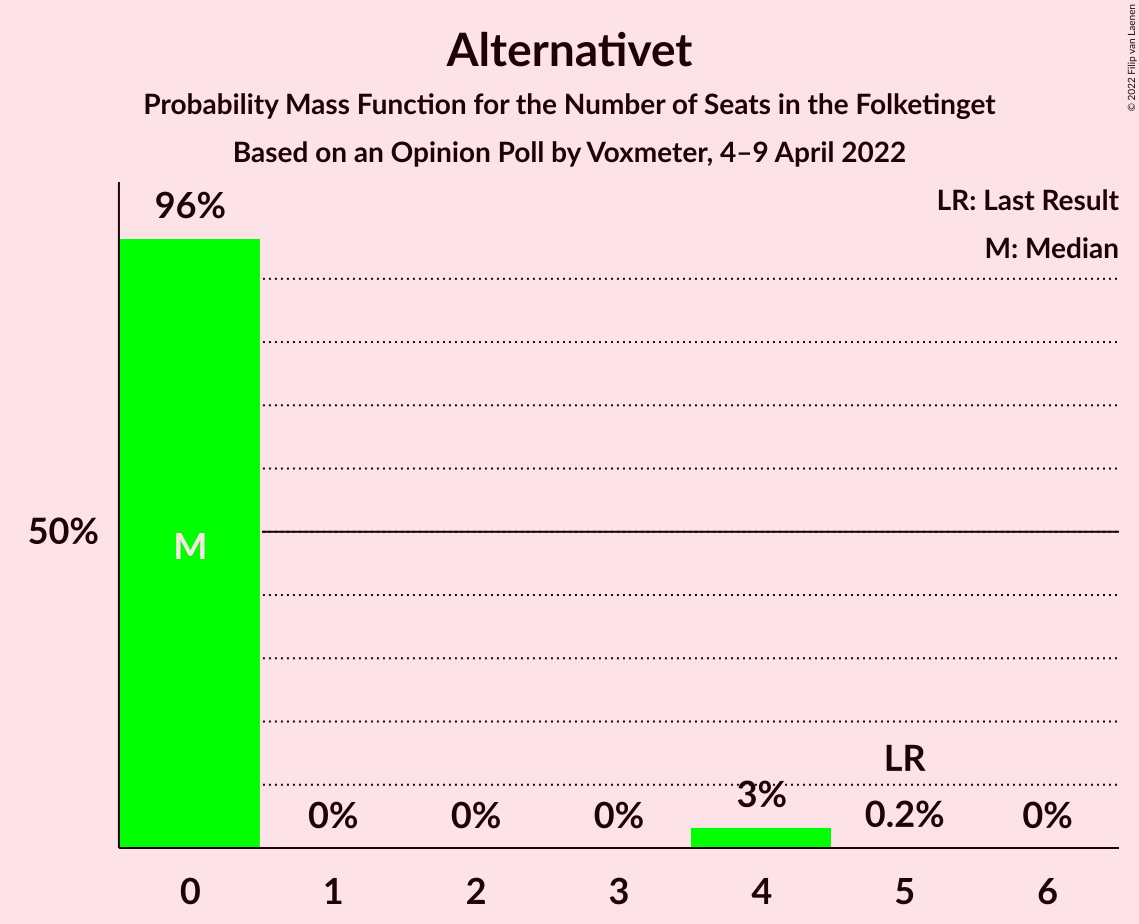 Alternativet
Probability Mass Function for the Number of Seats in the Folketinget
Based on an Opinion Poll by Voxmeter, 4–9 April 2022
© 2022 Filip van Laenen
LR: Last Result
M: Median
96%
50%
M
0%
0%
0%
3%
LR
0.2%
0%
0
1
2
3
4
5
6